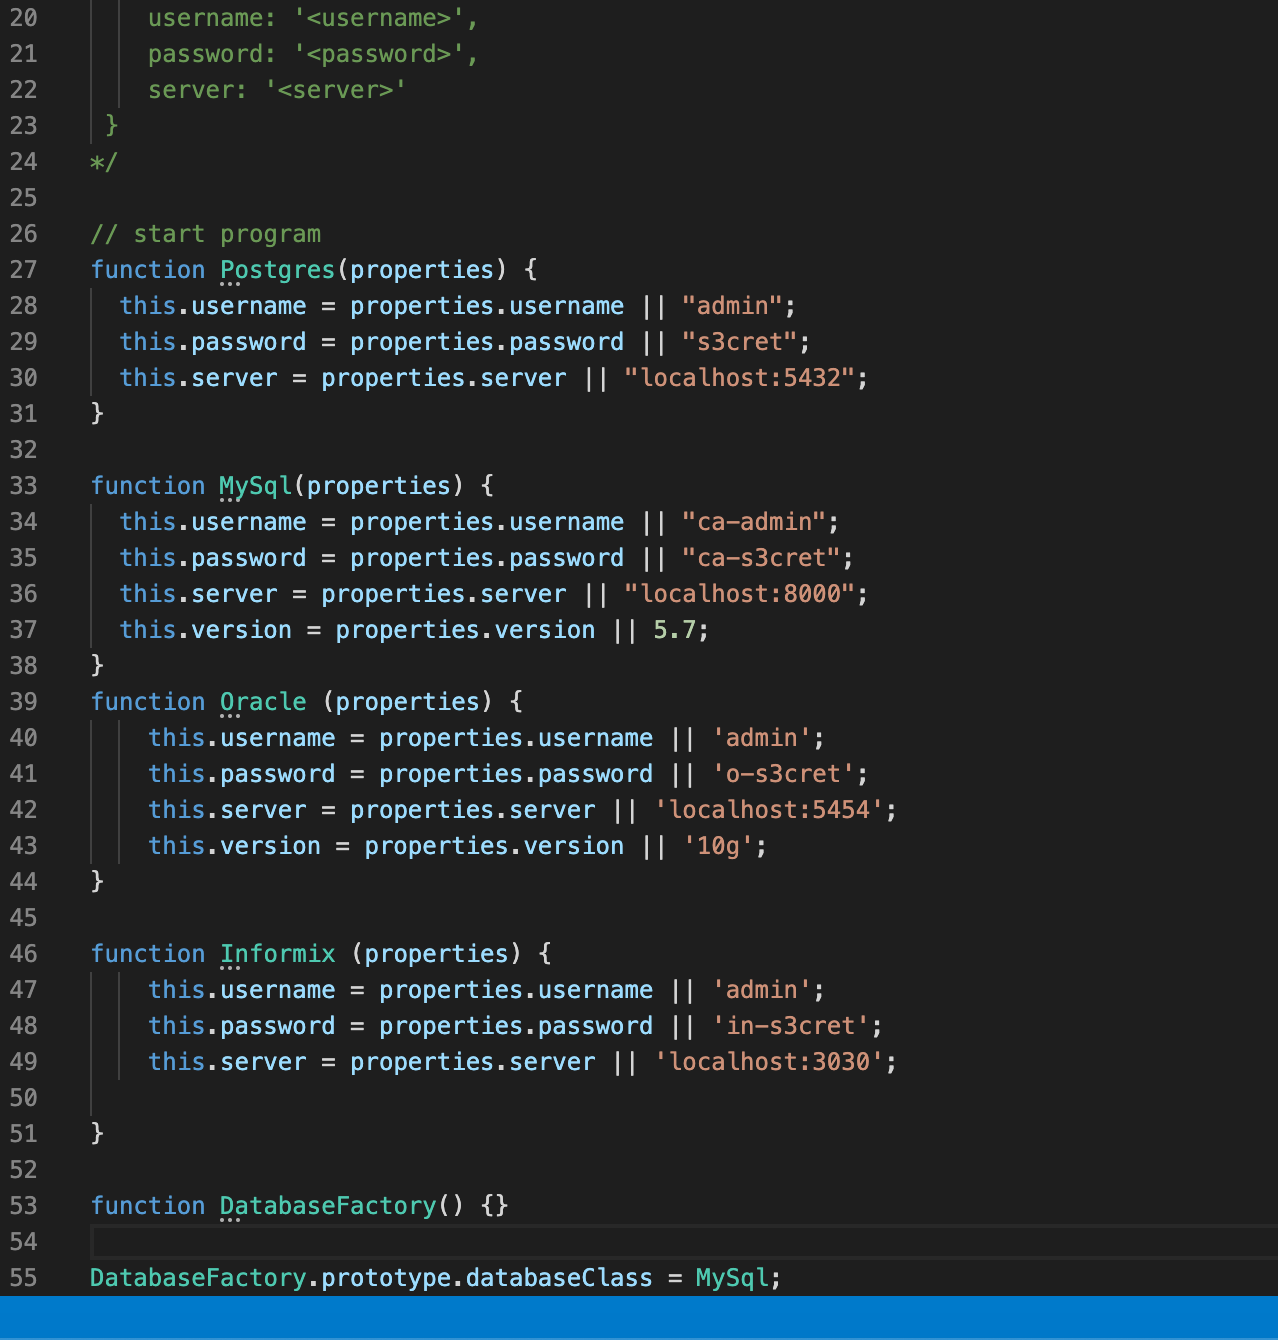 20 username: '<username>',
21 password: '<password>',
22 server: '<server>'
23 }
24 */
25
26 // start program
27 function Postgres(properties) {
28 this.username = properties.username || "admin";
29 this.password = properties.password || "s3cret";
30 this.server = properties.server || "localhost:5432";
31 }
32
33 function MySql(properties) {
34 this.username = properties.username || "ca-admin";
35 this.password = properties.password || "ca-s3cret";
36 this.server = properties.server || "localhost:8000";
37 this.version = properties.version || 5.7;
38 }
39 function Oracle (properties) {
40 this.username = properties.username || 'admin';
41 this.password = properties.password || 'o-s3cret';
42 this.server = properties.server || 'localhost:5454';
43 this.version = properties.version || '10g';
44 }
45
46 function Informix (properties) {
47 this.username = properties.username || 'admin';
48 this.password = properties.password || 'in-s3cret';
49 this.server = properties.server || 'localhost:3030';
50
51 }
52
53 function DatabaseFactory() {}
54
55 DatabaseFactory.prototype.databaseClass = MySql;